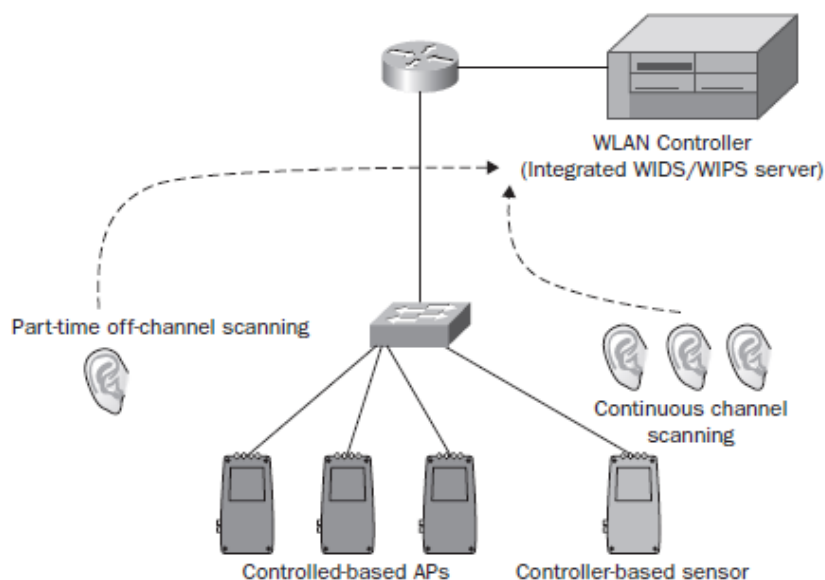 WLAN Controller
(Integrated WIDS/WIPS server)
Part-time off-channel scanning
Continuous channel
scanning
Controlled-based APs
Controller-based sensor